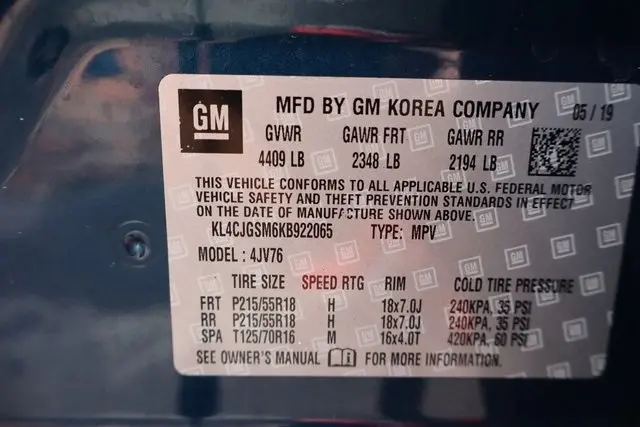 GM MFD BY GM KOREA COMPANY 05/19
GVWR GAWR FRT GAWR RR
4409 LB 2348 LB 2194 LB
THIS VEHICLE CONFORMS TO ALL APPLICABLE U.S. FEDERAL MOTOR
VEHICLE SAFETY AND THEFT PREVENTION STANDARDS IN EFFECT
ON THE DATE OF MANUFACTURE SHOWN ABOVE.
KL4CJGSM6KB922065 TYPE: MPV
MODEL : 4JV76
TIRE SIZE SPEED RTG RIM COLD TIRE PRESSURE
FRT P215/55R18 H 18x7.0J 240KPA, 35 PSI
RR P215/55R18 H 18x7.0J 240KPA, 35 PSI
SPA T125/70R16 M 16x4.0T 420KPA, 60 PSI
SEE OWNER'S MANUAL FOR MORE INFORMATION.